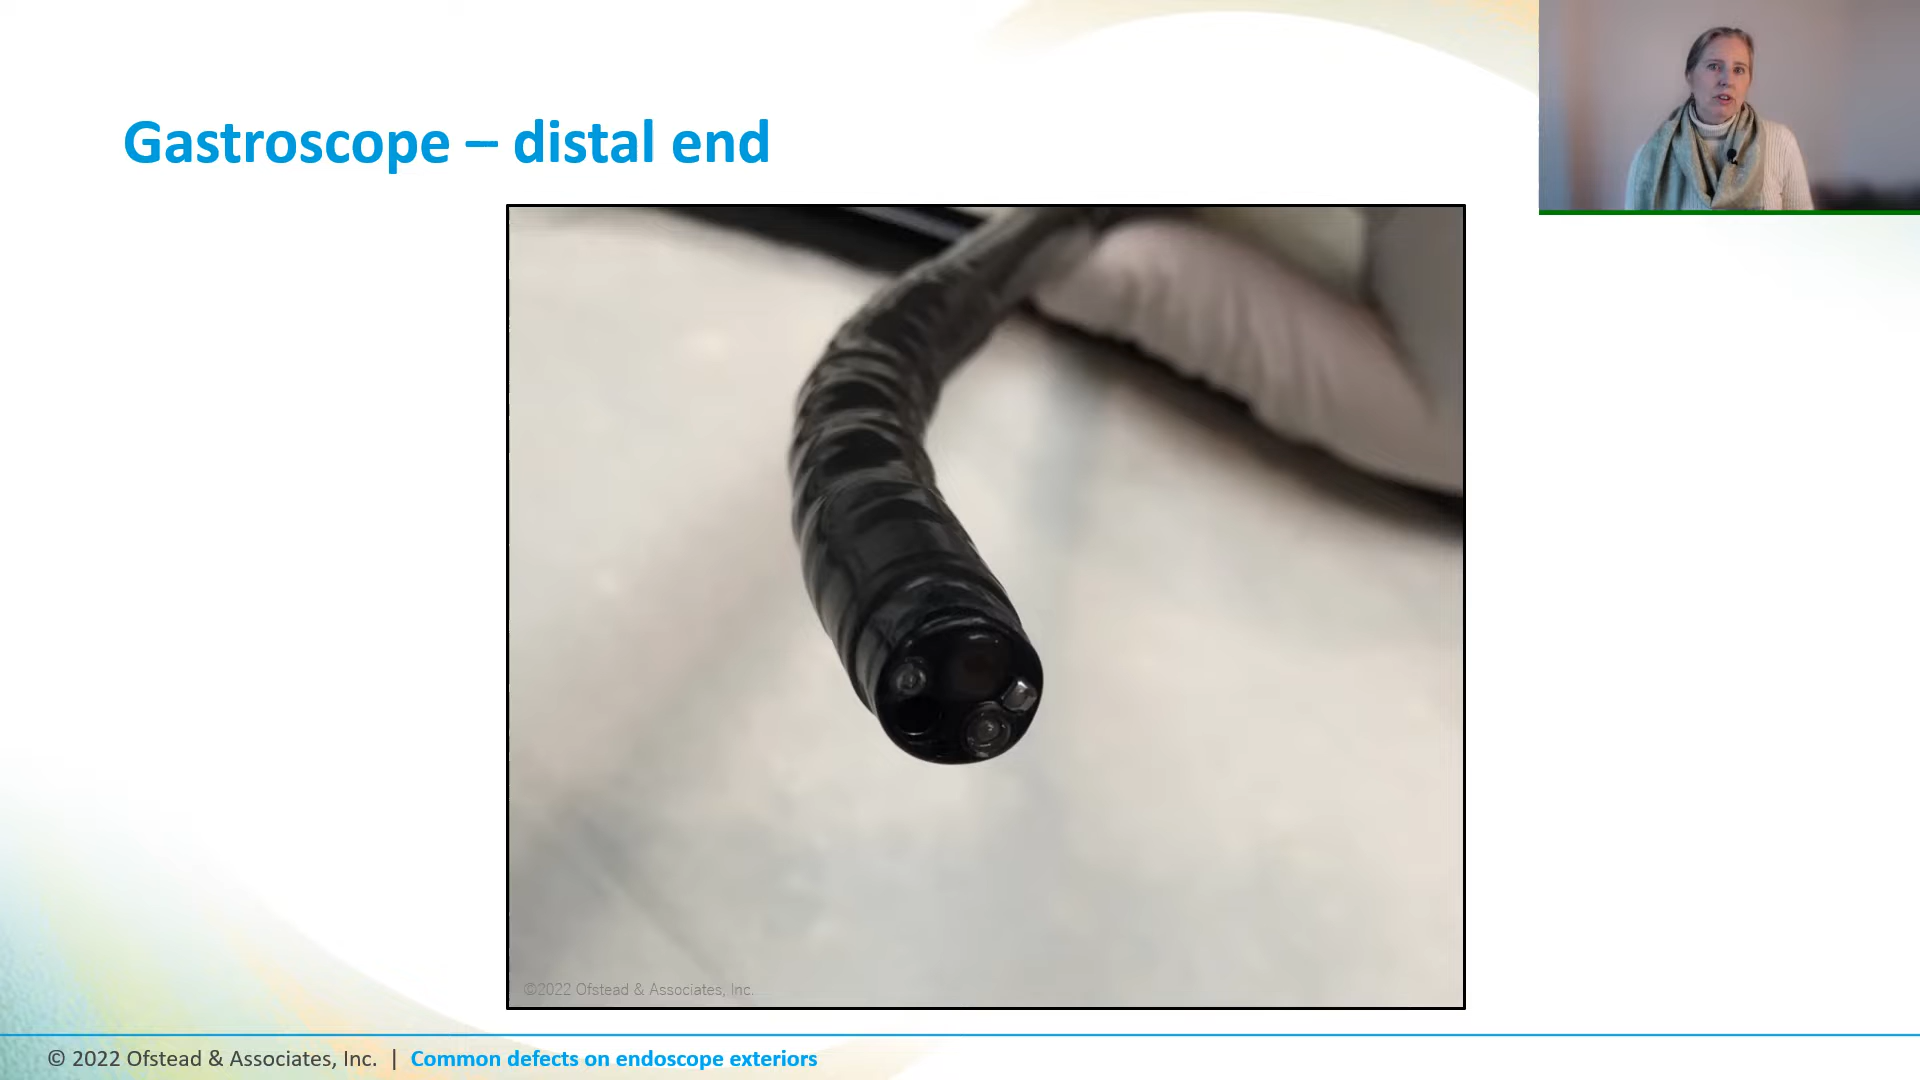 Gastroscope – distal end
©2022 Ofstead & Associates, Inc.
© 2022 Ofstead & Associates, Inc. | Common defects on endoscope exteriors